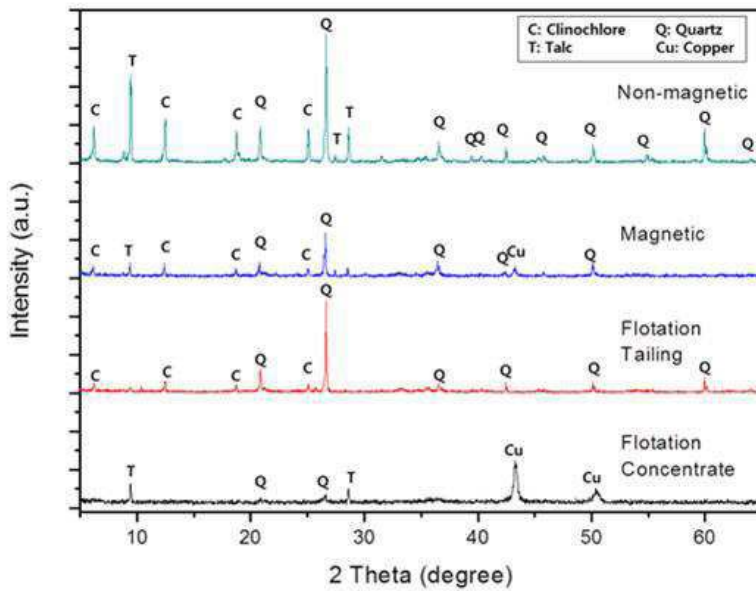 C: Clinochlore Q: Quartz
T: Talc Cu: Copper
Non-magnetic
C T C C Q C Q T T Q Q Q Q Q Q Q Q Q
Magnetic
C T C C Q C Q Q Q Cu Q
Flotation
Tailing
C C C Q C Q Q Q Q Q
Flotation
Concentrate
T Q Q T Cu Cu
Intensity (a.u.)
10 20 30 40 50 60
2 Theta (degree)